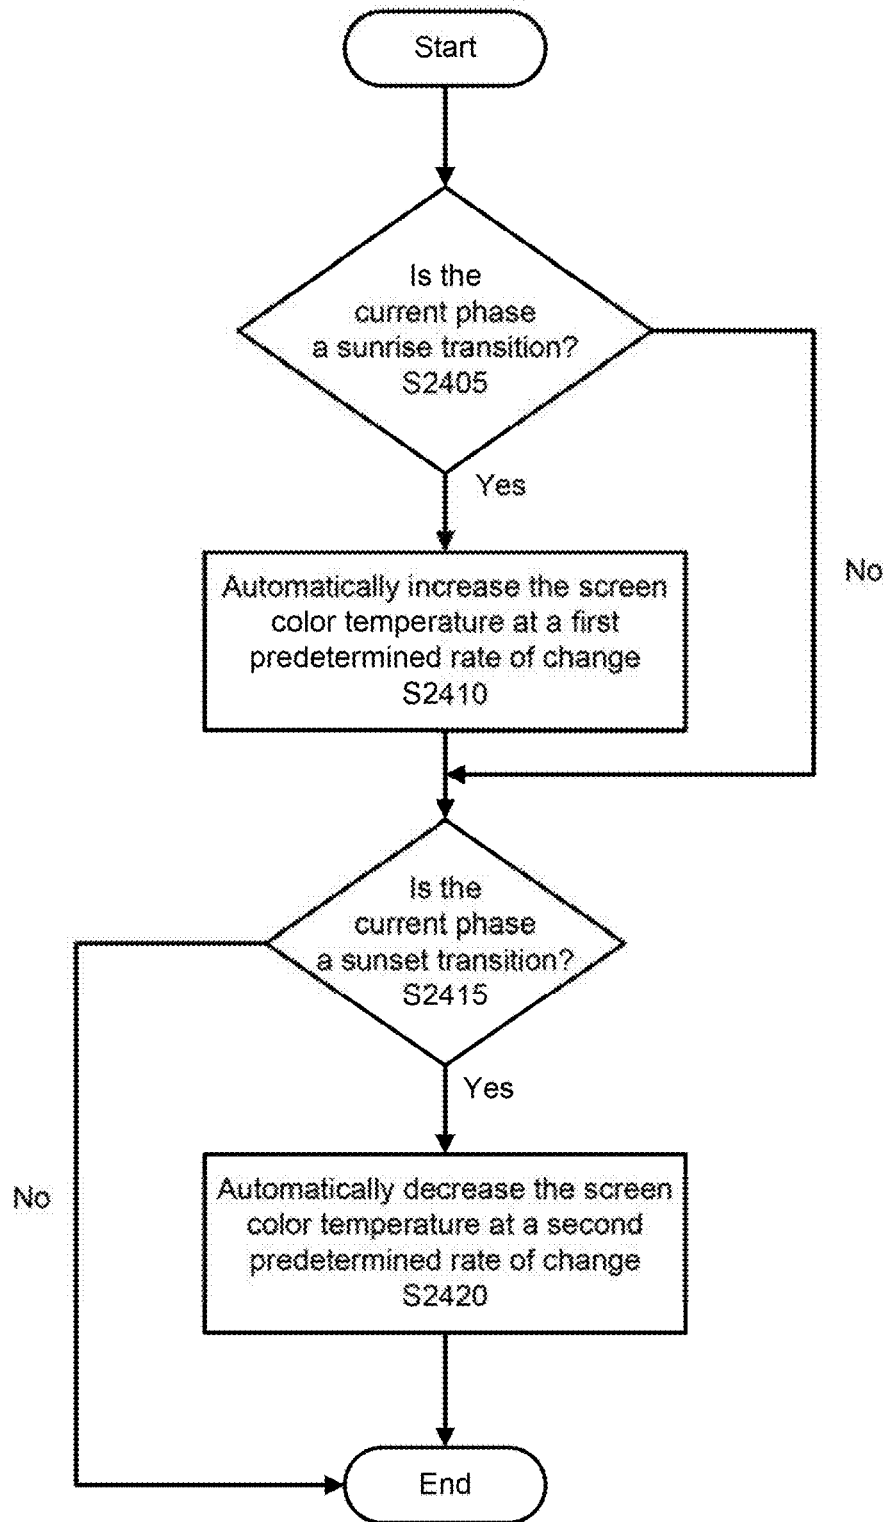 Start
Is the
current phase
a sunrise transition?
S2405
Yes
No
Automatically increase the screen
color temperature at a first
predetermined rate of change
S2410
Is the
current phase
a sunset transition?
S2415
Yes
No
Automatically decrease the screen
color temperature at a second
predetermined rate of change
S2420
End